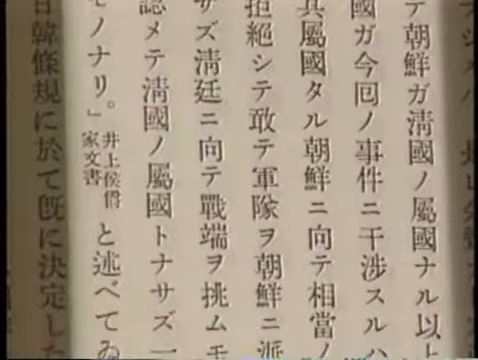 テ朝鮮ガ清國ノ屬國ナル以上
國ガ今囘ノ事件ニ干渉スルハ
其屬國タル朝鮮ニ向テ相當ノ
拒絕シテ敢テ軍隊ヲ朝鮮ニ派
サズ清廷ニ向テ戰端ヲ挑ムモ
認メテ清國ノ屬國トナサズ一
モノナリ。」井上侯爵家文書と述べてゐ
日韓條規に於て既に決定した